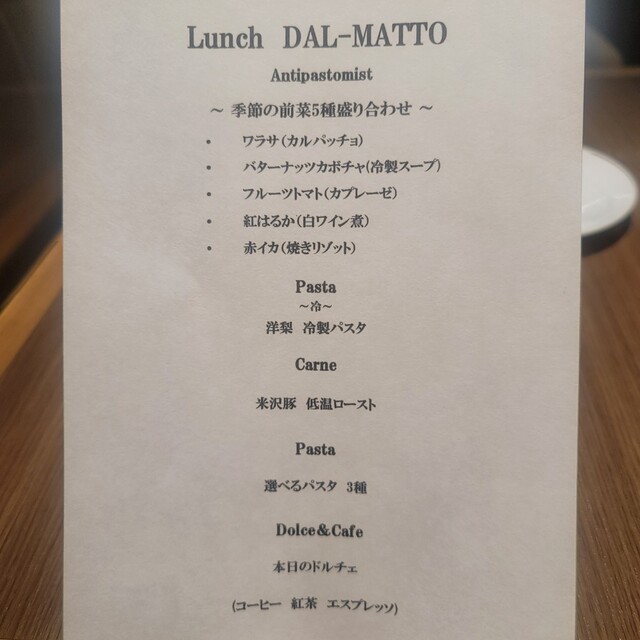 Lunch DAL-MATTO
Antipastomist
～ 季節の前菜5種盛り合わせ ～
• ワラサ(カルパッチョ)
• バターナッツカボチャ(冷製スープ)
• フルーツトマト(カプレーゼ)
• 紅はるか(白ワイン煮)
• 赤イカ(焼きリゾット)
Pasta
～冷～
洋梨 冷製パスタ
Carne
米沢豚 低温ロースト
Pasta
選べるパスタ 3種
Dolce&Cafe
本日のドルチェ
(コーヒー 紅茶 エスプレッソ)